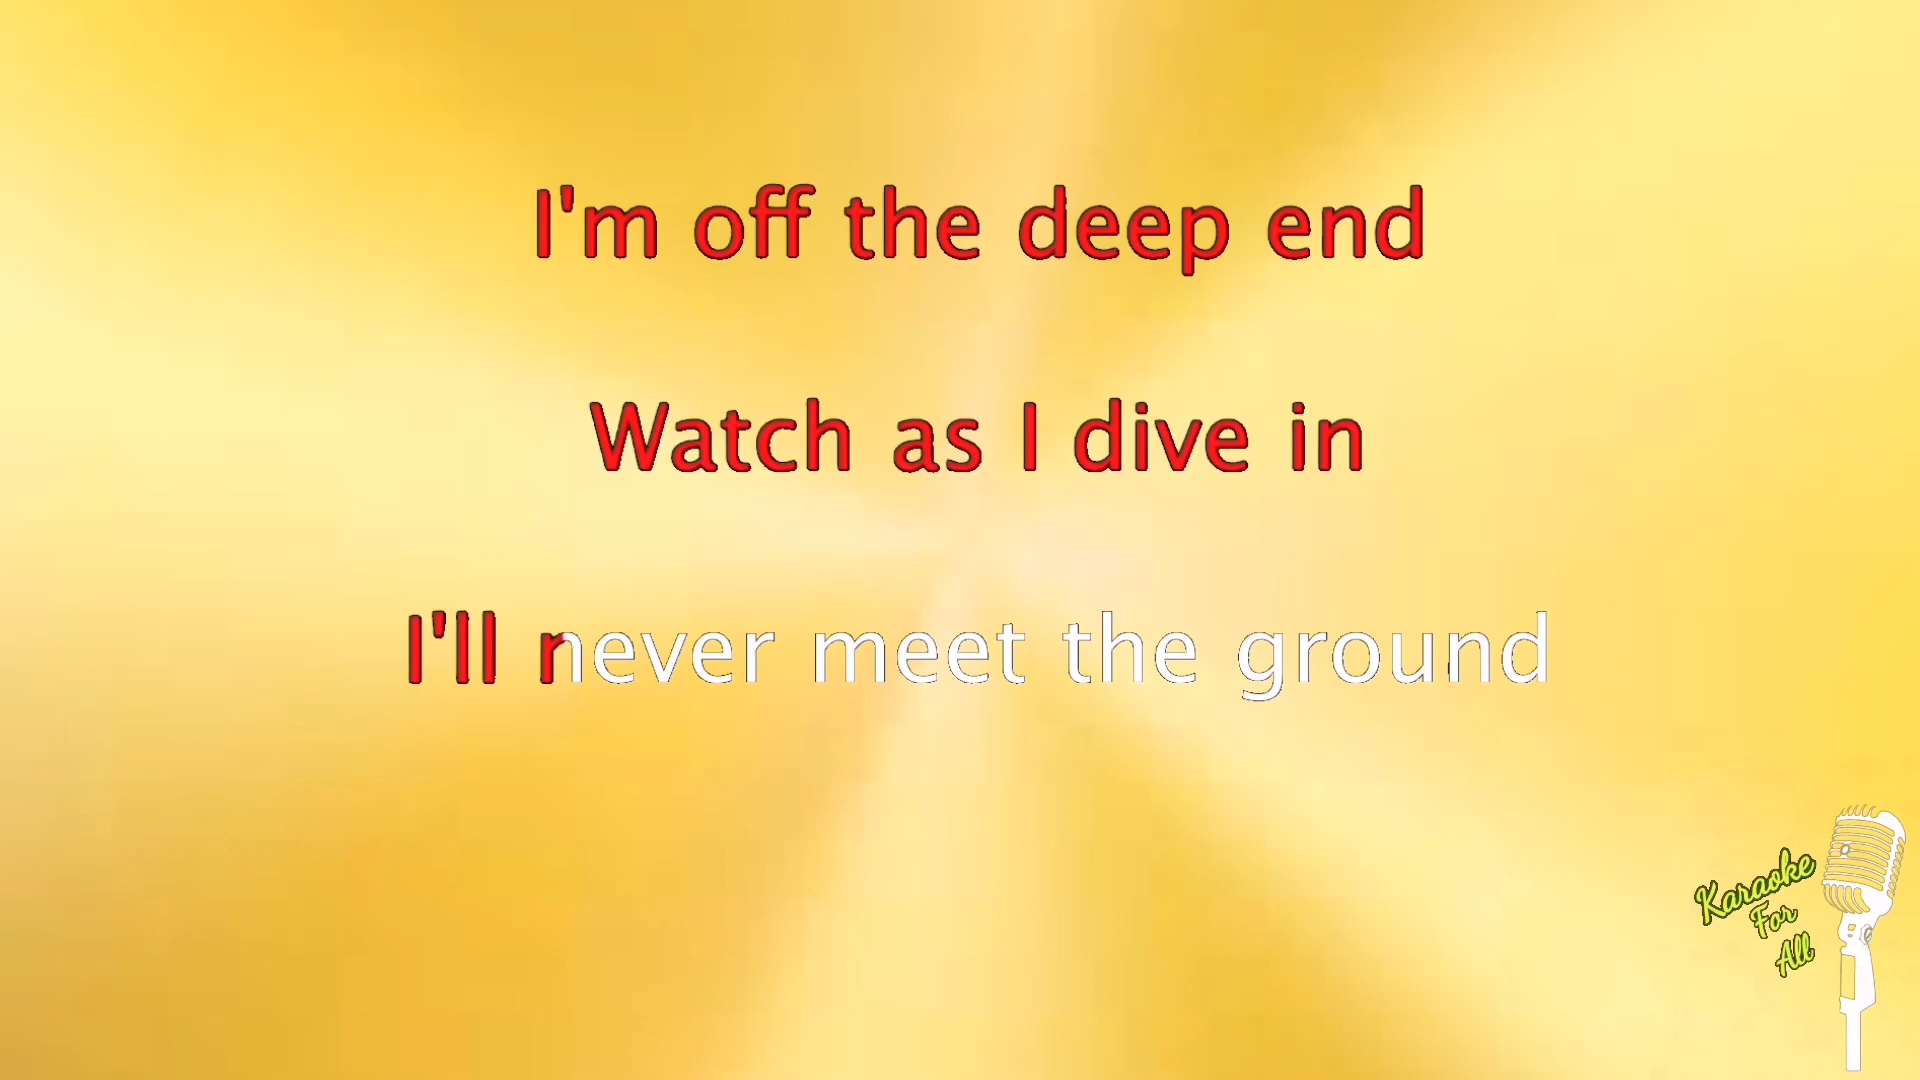 I'm off the deep end
Watch as I dive in
I'll never meet the ground
Karaoke
For
All